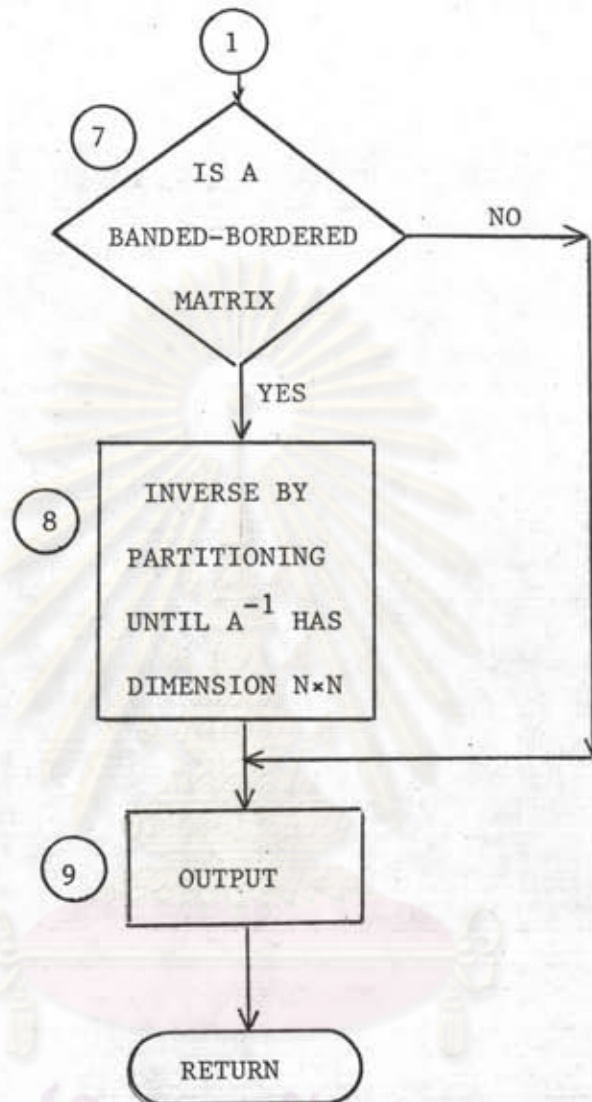 1
7
IS A
BANDED-BORDERED
MATRIX
NO
YES
8
INVERSE BY
PARTITIONING
UNTIL A⁻¹ HAS
DIMENSION N×N
9
OUTPUT
RETURN